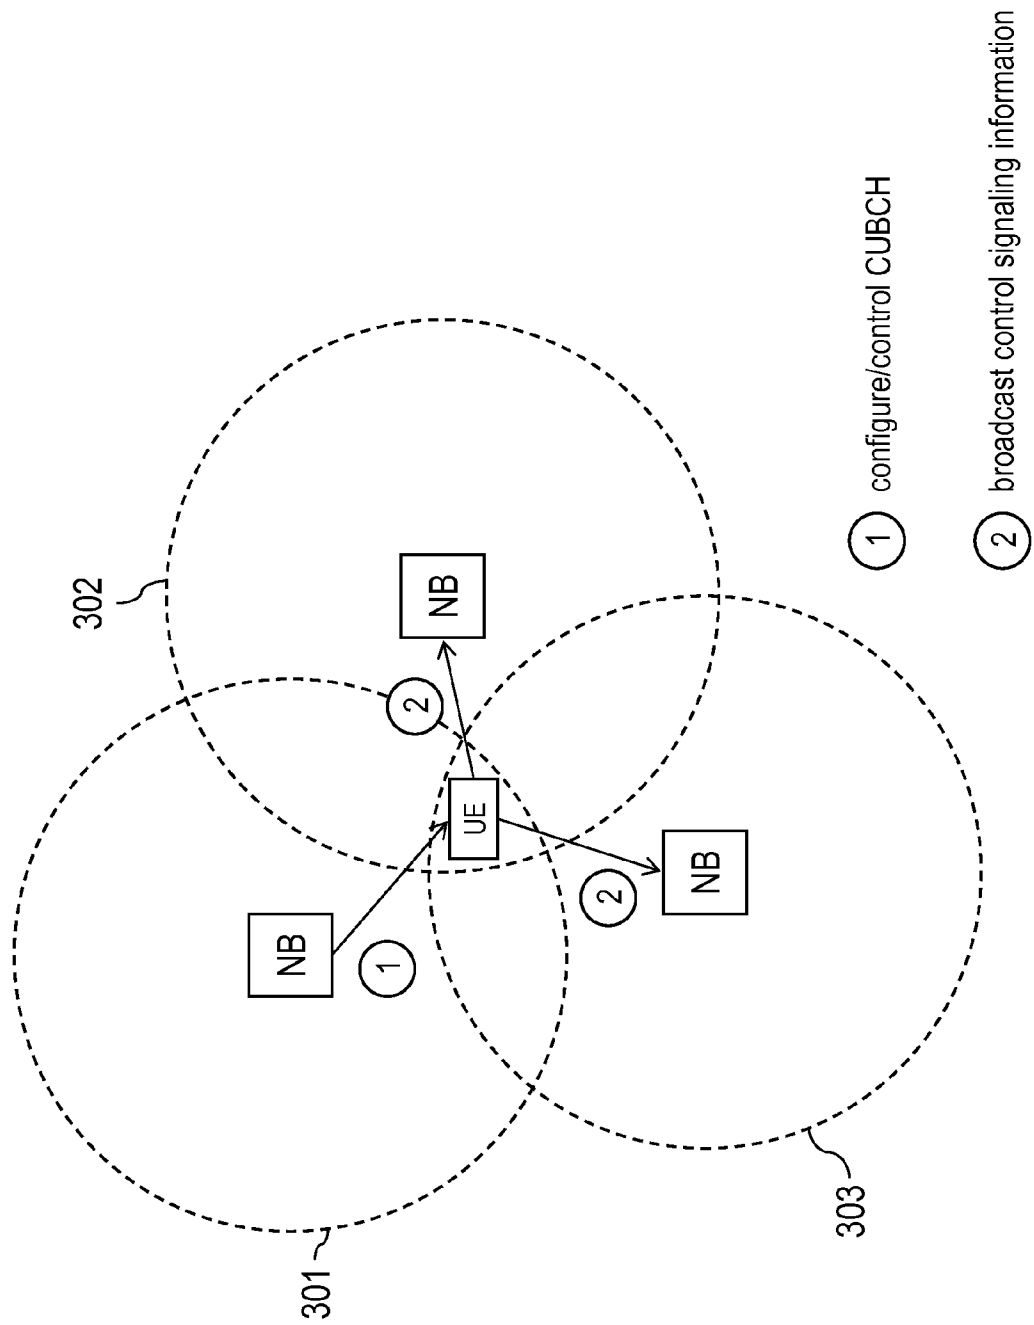 301
302
303
NB
NB
NB
UE
1
2
2
1 configure/control CUBCH
2 broadcast control signaling information